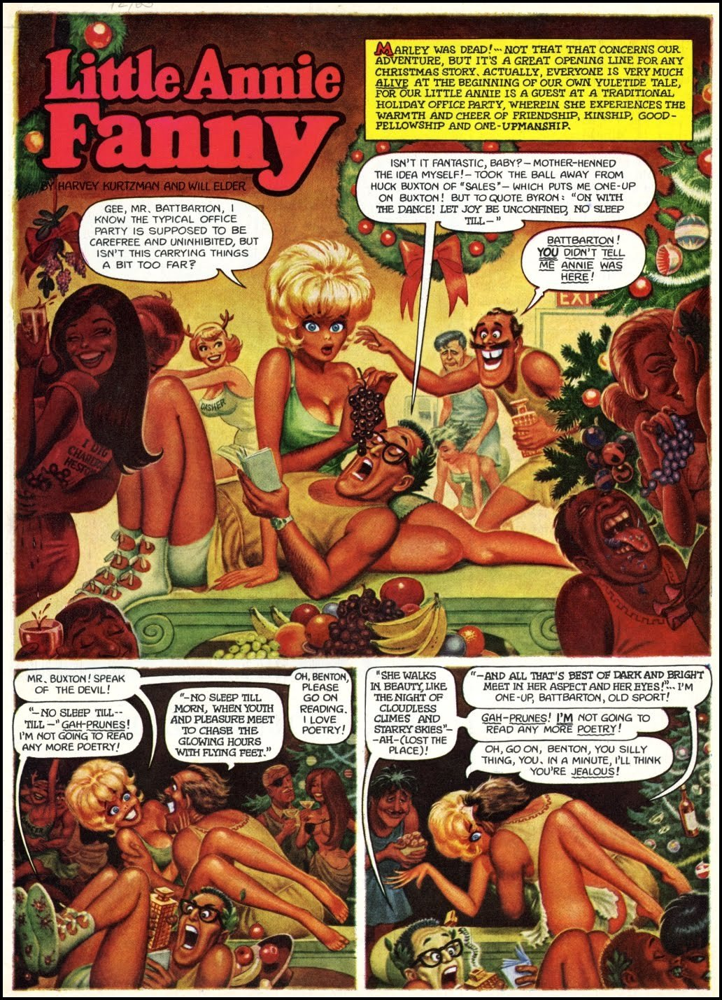 12/65
Little Annie
Fanny
BY HARVEY KURTZMAN AND WILL ELDER
MARLEY WAS DEAD!... NOT THAT THAT CONCERNS OUR
ADVENTURE, BUT IT'S A GREAT OPENING LINE FOR ANY
CHRISTMAS STORY. ACTUALLY, EVERYONE IS VERY MUCH
ALIVE AT THE BEGINNING OF OUR OWN YULETIDE TALE,
FOR OUR LITTLE ANNIE IS A GUEST AT A TRADITIONAL
HOLIDAY OFFICE PARTY, WHEREIN SHE EXPERIENCES THE
WARMTH AND CHEER OF FRIENDSHIP, KINSHIP, GOOD-
FELLOWSHIP AND ONE-UPMANSHIP.
GEE, MR. BATTBARTON, I
KNOW THE TYPICAL OFFICE
PARTY IS SUPPOSED TO BE
CAREFREE AND UNINHIBITED, BUT
ISN'T THIS CARRYING THINGS
A BIT TOO FAR?
ISN'T IT FANTASTIC, BABY?—MOTHER-HENNED
THE IDEA MYSELF!—TOOK THE BALL AWAY FROM
HUCK BUXTON OF "SALES"—WHICH PUTS ME ONE-UP
ON BUXTON! BUT TO QUOTE BYRON: "ON WITH
THE DANCE! LET JOY BE UNCONFINED, NO SLEEP
TILL—"
BATTBARTON!
YOU DIDN'T TELL
ME ANNIE WAS
HERE!
EXIT
DASHER
I DIG
CHARLES
HESTON
MR. BUXTON! SPEAK
OF THE DEVIL!
"—NO SLEEP TILL--
TILL—" GAH-PRUNES!
I'M NOT GOING TO READ
ANY MORE POETRY!
"—NO SLEEP TILL
MORN, WHEN YOUTH
AND PLEASURE MEET
TO CHASE THE
GLOWING HOURS
WITH FLYING FEET."
OH, BENTON,
PLEASE
GO ON
READING.
I LOVE
POETRY!
"SHE WALKS
IN BEAUTY, LIKE
THE NIGHT OF
CLOUDLESS
CLIMES AND
STARRY SKIES"—
—AH—(LOST THE
PLACE)!
"—AND ALL THAT'S BEST OF DARK AND BRIGHT
MEET IN HER ASPECT AND HER EYES!"... I'M
ONE-UP, BATTBARTON, OLD SPORT!
GAH-PRUNES! I'M NOT GOING TO
READ ANY MORE POETRY!
OH, GO ON, BENTON, YOU SILLY
THING, YOU. IN A MINUTE, I'LL THINK
YOU'RE JEALOUS!